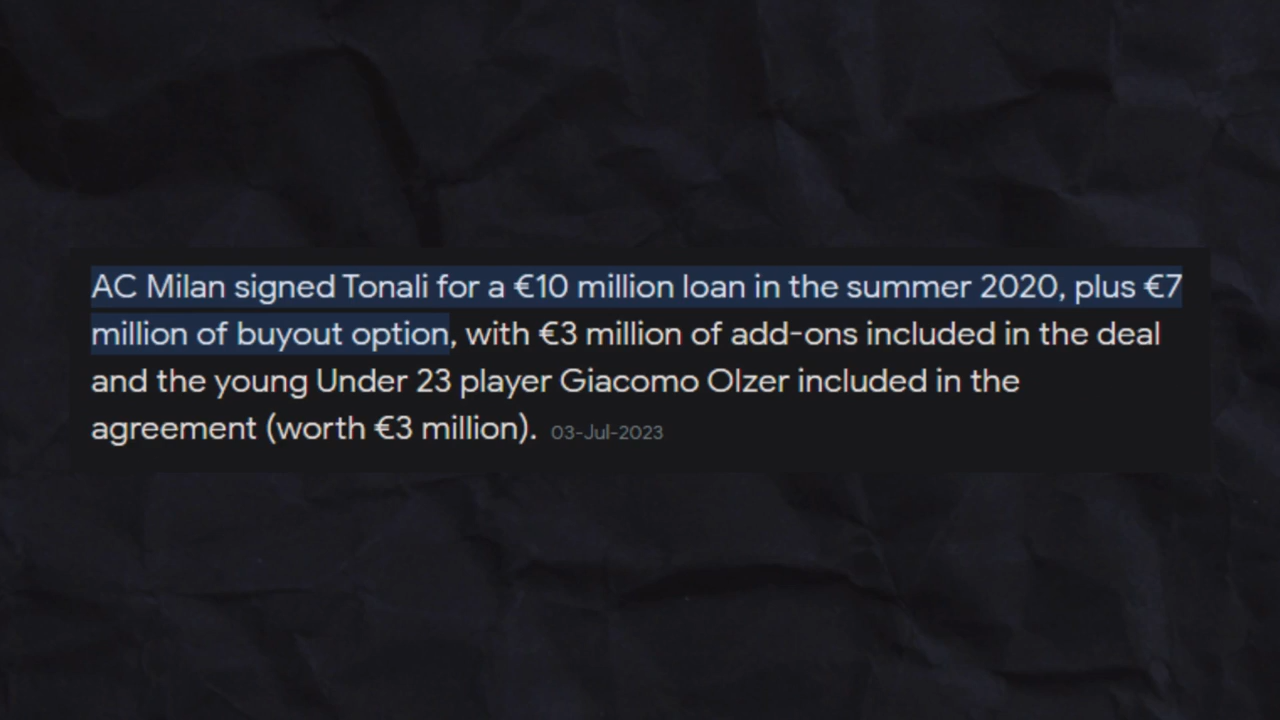 AC Milan signed Tonali for a €10 million loan in the summer 2020, plus €7
million of buyout option, with €3 million of add-ons included in the deal
and the young Under 23 player Giacomo Olzer included in the
agreement (worth €3 million). 03-Jul-2023